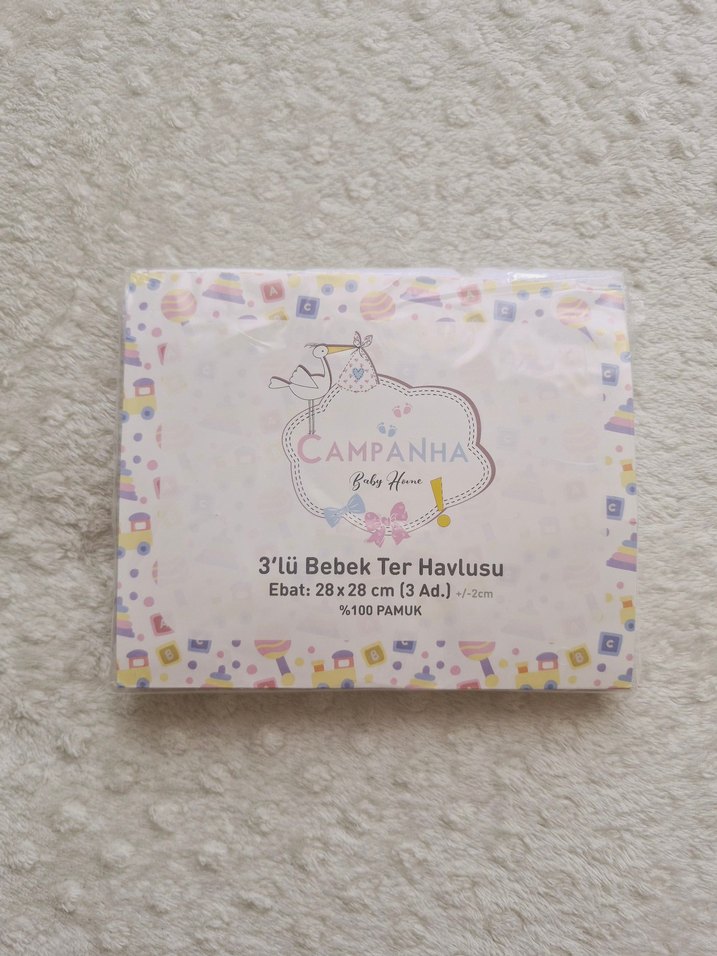 A
C
CAMPANHA
Baby Home
3'lü Bebek Ter Havlusu
Ebat: 28 x 28 cm (3 Ad.) +/-2cm
%100 PAMUK
B
C
A
B
C